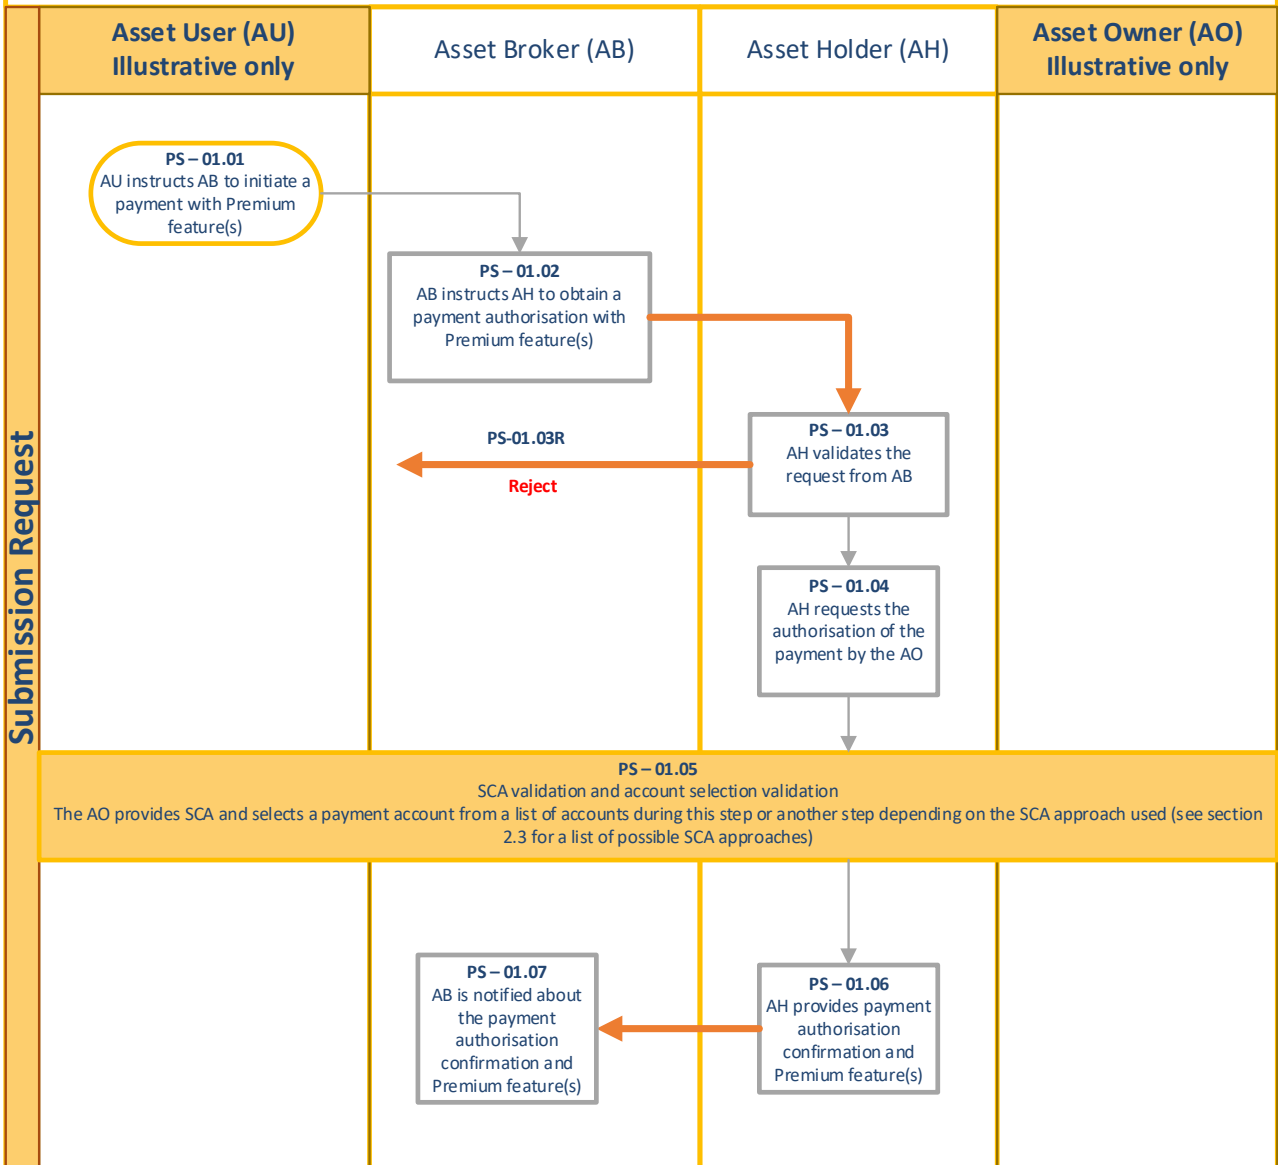 Asset User (AU)
Illustrative only
Asset Broker (AB)
Asset Holder (AH)
Asset Owner (AO)
Illustrative only
Submission Request
PS – 01.01
AU instructs AB to initiate a
payment with Premium
feature(s)
PS – 01.02
AB instructs AH to obtain a
payment authorisation with
Premium feature(s)
PS – 01.03
AH validates the
request from AB
PS-01.03R
Reject
PS – 01.04
AH requests the
authorisation of the
payment by the AO
PS – 01.05
SCA validation and account selection validation
The AO provides SCA and selects a payment account from a list of accounts during this step or another step depending on the SCA approach used (see section
2.3 for a list of possible SCA approaches)
PS – 01.06
AH provides payment
authorisation
confirmation and
Premium feature(s)
PS – 01.07
AB is notified about
the payment
authorisation
confirmation and
Premium feature(s)